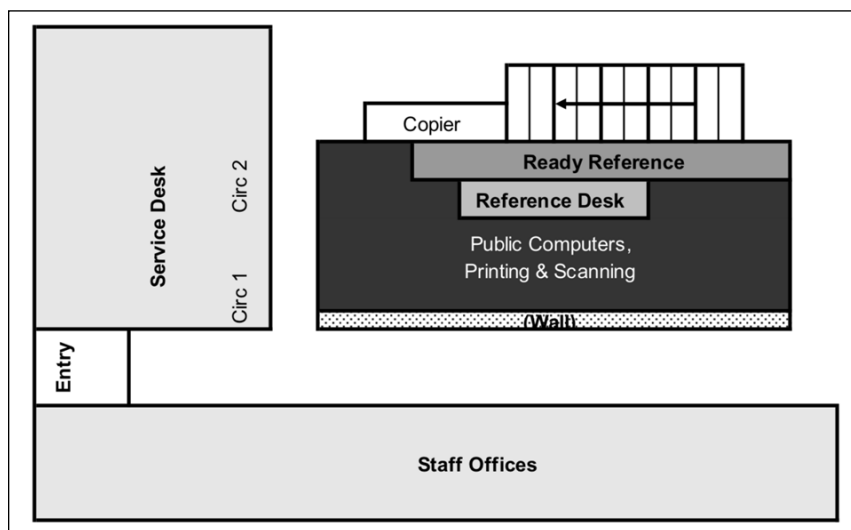 Copier
Ready Reference
Reference Desk
Public Computers,
Printing & Scanning
(Wall)
Service Desk
Circ 2
Circ 1
Entry
Staff Offices